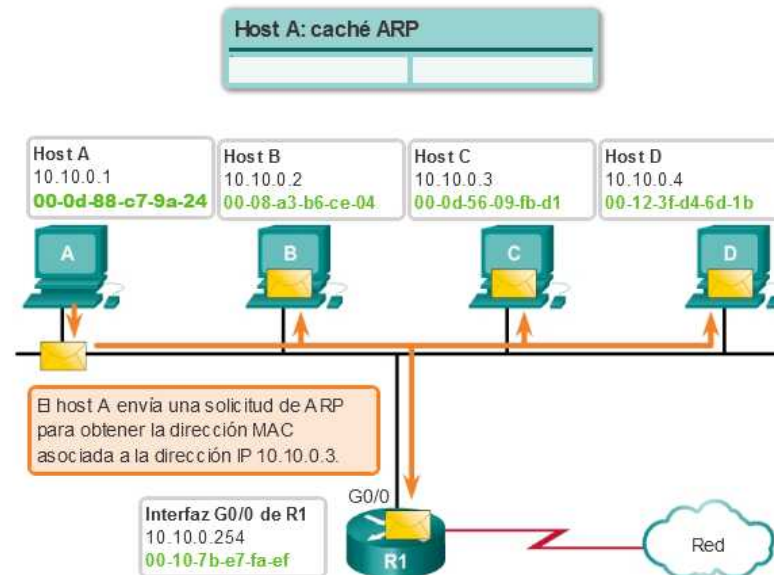 Host A: caché ARP
Host A
10.10.0.1
00-0d-88-c7-9a-24
Host B
10.10.0.2
00-08-a3-b6-ce-04
Host C
10.10.0.3
00-0d-56-09-fb-d1
Host D
10.10.0.4
00-12-3f-d4-6d-1b
A
B
C
D
El host A envía una solicitud de ARP
para obtener la dirección MAC
asociada a la dirección IP 10.10.0.3.
G0/0
Interfaz G0/0 de R1
10.10.0.254
00-10-7b-e7-fa-ef
R1
Red